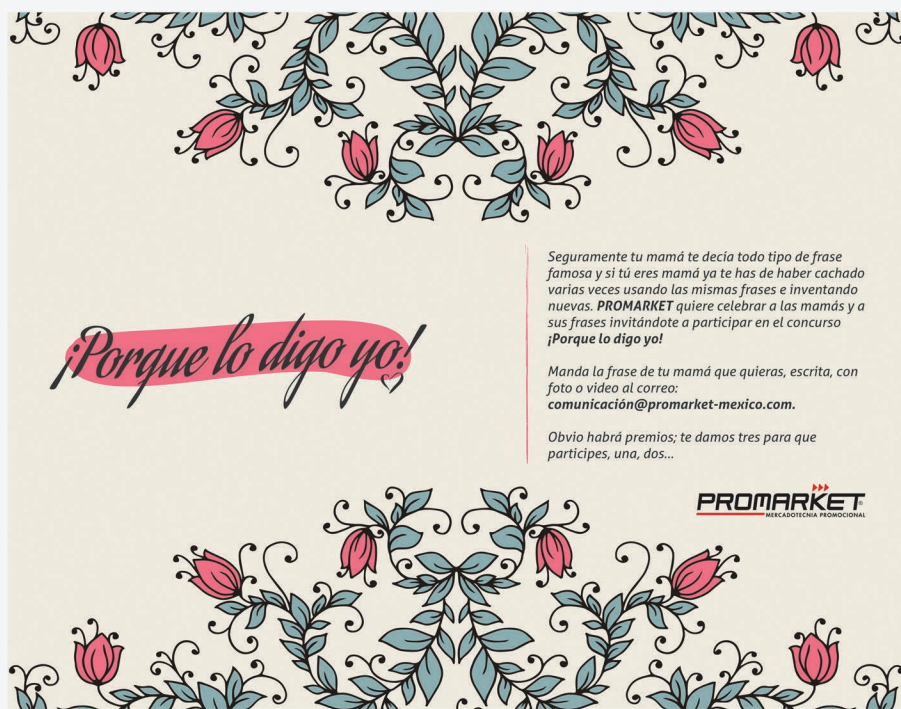 ¡Porque lo digo yo!
Seguramente tu mamá te decía todo tipo de frase
famosa y si tú eres mamá ya te has de haber cachado
varias veces usando las mismas frases e inventando
nuevas. PROMARKET quiere celebrar a las mamás y a
sus frases invitándote a participar en el concurso
¡Porque lo digo yo!
Manda la frase de tu mamá que quieras, escrita, con
foto o video al correo:
comunicación@promarket-mexico.com.
Obvio habrá premios; te damos tres para que
participes, una, dos...
PROMARKET®
MERCADOTECNIA PROMOCIONAL